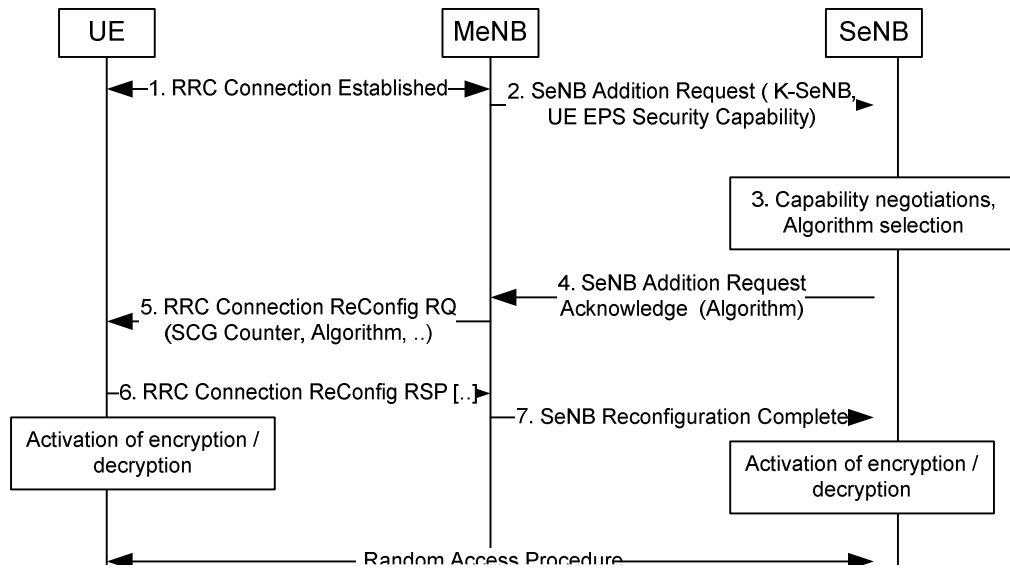 UE
MeNB
SeNB
1. RRC Connection Established
2. SeNB Addition Request ( K-SeNB,
UE EPS Security Capability)
3. Capability negotiations,
Algorithm selection
4. SeNB Addition Request
Acknowledge (Algorithm)
5. RRC Connection ReConfig RQ
(SCG Counter, Algorithm, ..)
6. RRC Connection ReConfig RSP [..]
7. SeNB Reconfiguration Complete
Activation of encryption /
decryption
Activation of encryption /
decryption
Random Access Procedure